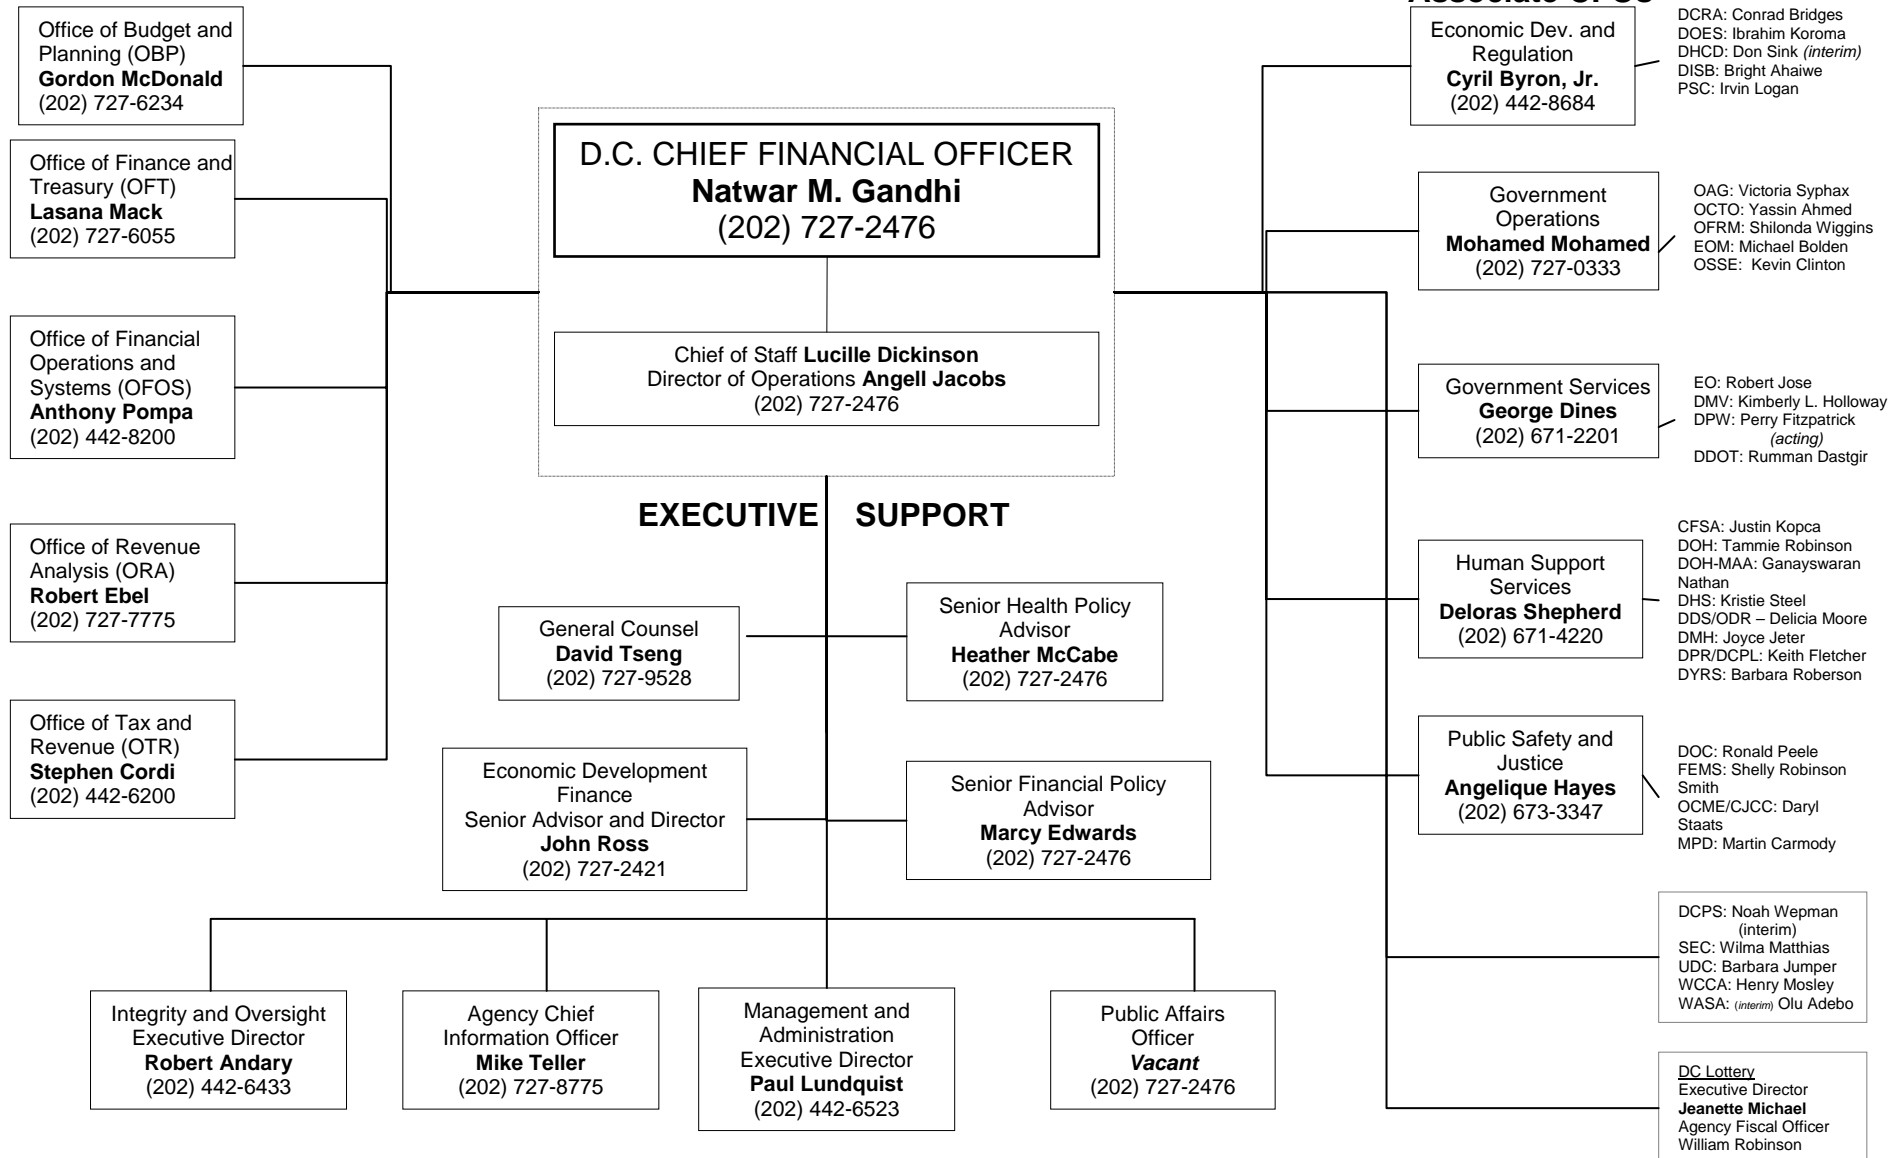 Office of Budget and
Planning (OBP)
Gordon McDonald
(202) 727-6234
Office of Finance and
Treasury (OFT)
Lasana Mack
(202) 727-6055
Office of Financial
Operations and
Systems (OFOS)
Anthony Pompa
(202) 442-8200
Office of Revenue
Analysis (ORA)
Robert Ebel
(202) 727-7775
Office of Tax and
Revenue (OTR)
Stephen Cordi
(202) 442-6200
D.C. CHIEF FINANCIAL OFFICER
Natwar M. Gandhi
(202) 727-2476
Chief of Staff Lucille Dickinson
Director of Operations Angell Jacobs
(202) 727-2476
EXECUTIVE SUPPORT
General Counsel
David Tseng
(202) 727-9528
Senior Health Policy
Advisor
Heather McCabe
(202) 727-2476
Economic Development
Finance
Senior Advisor and Director
John Ross
(202) 727-2421
Senior Financial Policy
Advisor
Marcy Edwards
(202) 727-2476
Integrity and Oversight
Executive Director
Robert Andary
(202) 442-6433
Agency Chief
Information Officer
Mike Teller
(202) 727-8775
Management and
Administration
Executive Director
Paul Lundquist
(202) 442-6523
Public Affairs
Officer
Vacant
(202) 727-2476
Associate CFOs
Economic Dev. and
Regulation
Cyril Byron, Jr.
(202) 442-8684
DCRA: Conrad Bridges
DOES: Ibrahim Koroma
DHCD: Don Sink (interim)
DISB: Bright Ahaiwe
PSC: Irvin Logan
Government
Operations
Mohamed Mohamed
(202) 727-0333
OAG: Victoria Syphax
OCTO: Yassin Ahmed
OFRM: Shilonda Wiggins
EOM: Michael Bolden
OSSE: Kevin Clinton
Government Services
George Dines
(202) 671-2201
EO: Robert Jose
DMV: Kimberly L. Holloway
DPW: Perry Fitzpatrick
(acting)
DDOT: Rumman Dastgir
Human Support
Services
Deloras Shepherd
(202) 671-4220
CFSA: Justin Kopca
DOH: Tammie Robinson
DOH-MAA: Ganayswaran
Nathan
DHS: Kristie Steel
DDS/ODR – Delicia Moore
DMH: Joyce Jeter
DPR/DCPL: Keith Fletcher
DYRS: Barbara Roberson
Public Safety and
Justice
Angelique Hayes
(202) 673-3347
DOC: Ronald Peele
FEMS: Shelly Robinson
Smith
OCME/CJCC: Daryl
Staats
MPD: Martin Carmody
DCPS: Noah Wepman
(interim)
SEC: Wilma Matthias
UDC: Barbara Jumper
WCCA: Henry Mosley
WASA: (interim) Olu Adebo
DC Lottery
Executive Director
Jeanette Michael
Agency Fiscal Officer
William Robinson